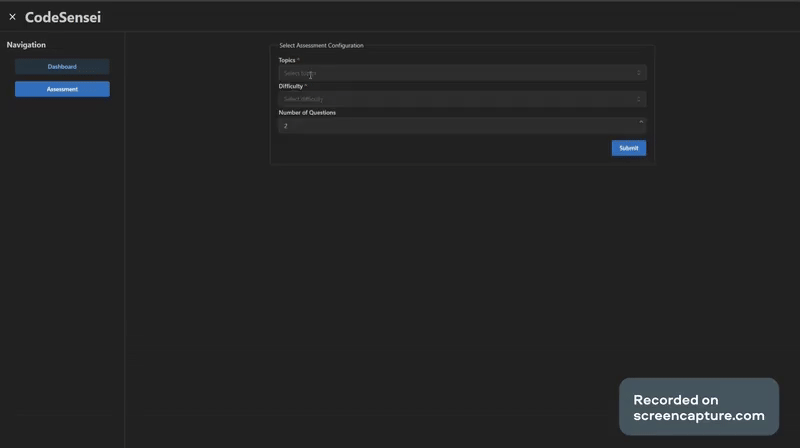 × CodeSensei
Navigation
Dashboard
Assessment
Select Assessment Configuration
Topics *
Select topics
Difficulty *
Select difficulty
Number of Questions
2
Submit
Recorded on
screencapture.com